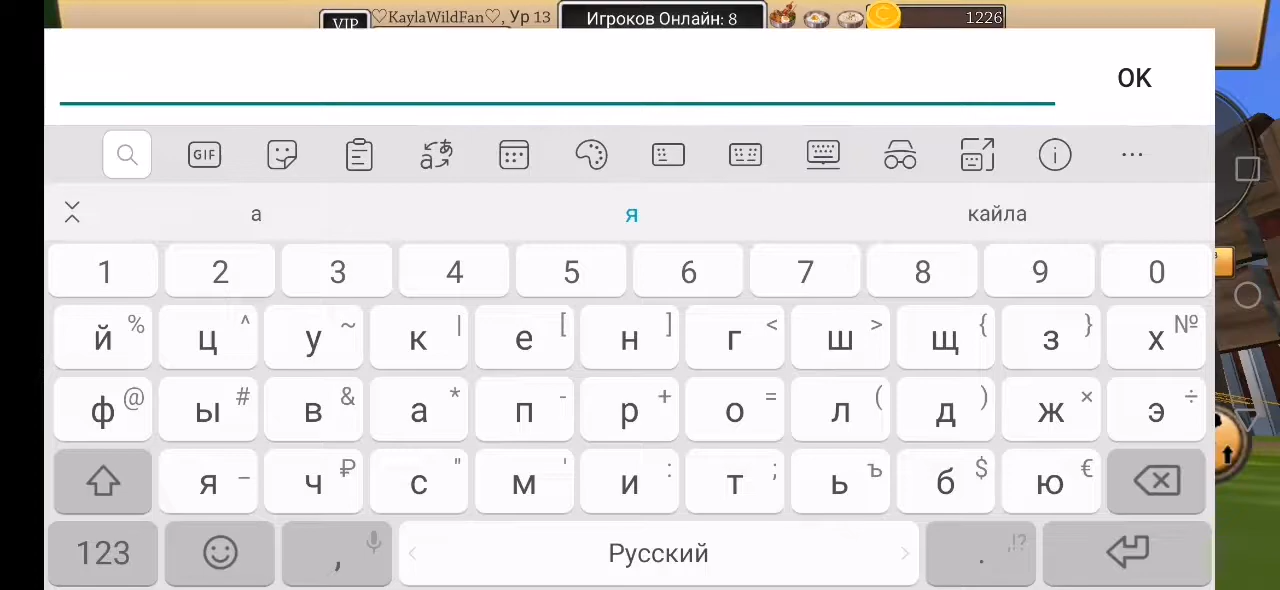 VIP ♡KaylaWildFan♡, Ур 13 Игроков Онлайн: 8 1226
OK
GIF
а я кайла
1 2 3 4 5 6 7 8 9 0
й % ц ^ у ~ к | е [ н ] г < ш > щ { з } х №
ф @ ы # в & а * п - р + о = л ( д ) ж × э ÷
я _ ч ₽ с " м ' и : т ; ь ъ б $ ю €
123 , Русский . ,!?